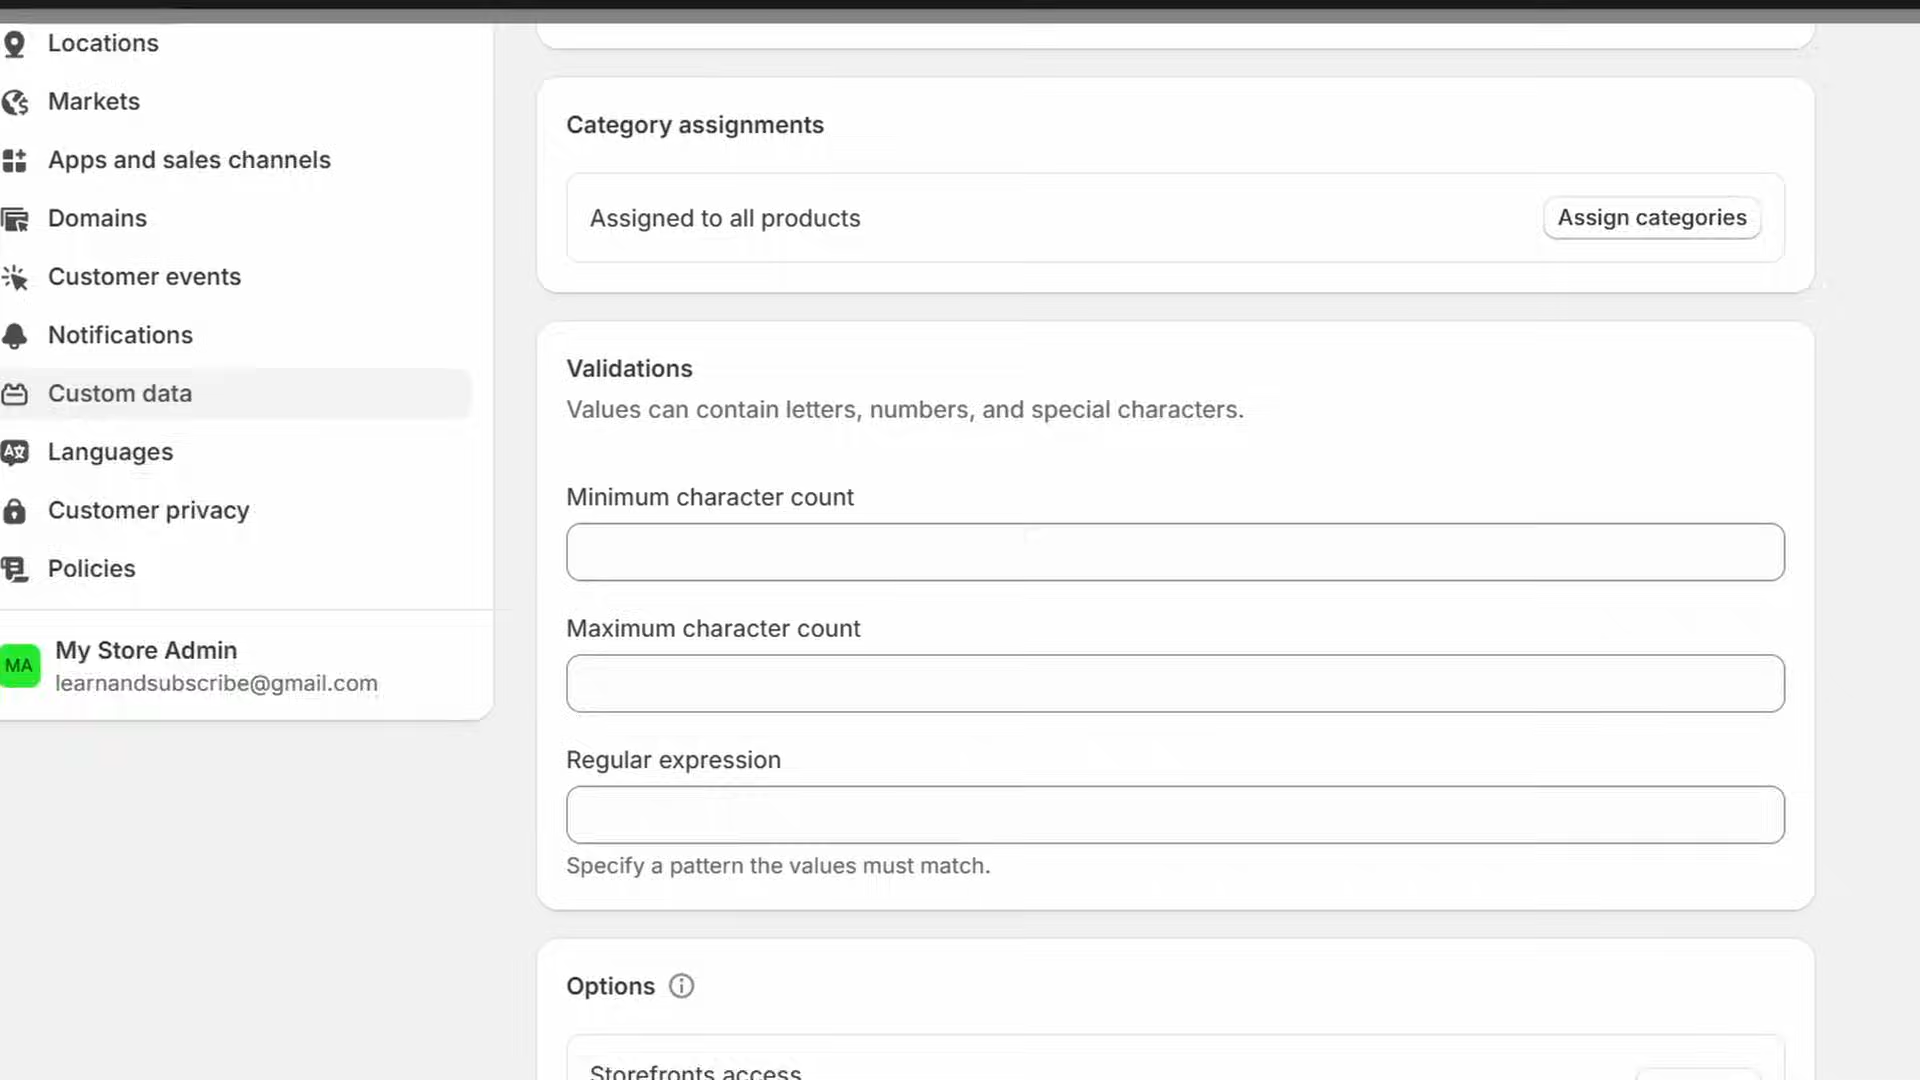 Locations
Markets
Apps and sales channels
Domains
Customer events
Notifications
Custom data
Languages
Customer privacy
Policies
MA
My Store Admin
learnandsubscribe@gmail.com
Category assignments
Assigned to all products
Assign categories
Validations
Values can contain letters, numbers, and special characters.
Minimum character count
Maximum character count
Regular expression
Specify a pattern the values must match.
Options
Storefronts access